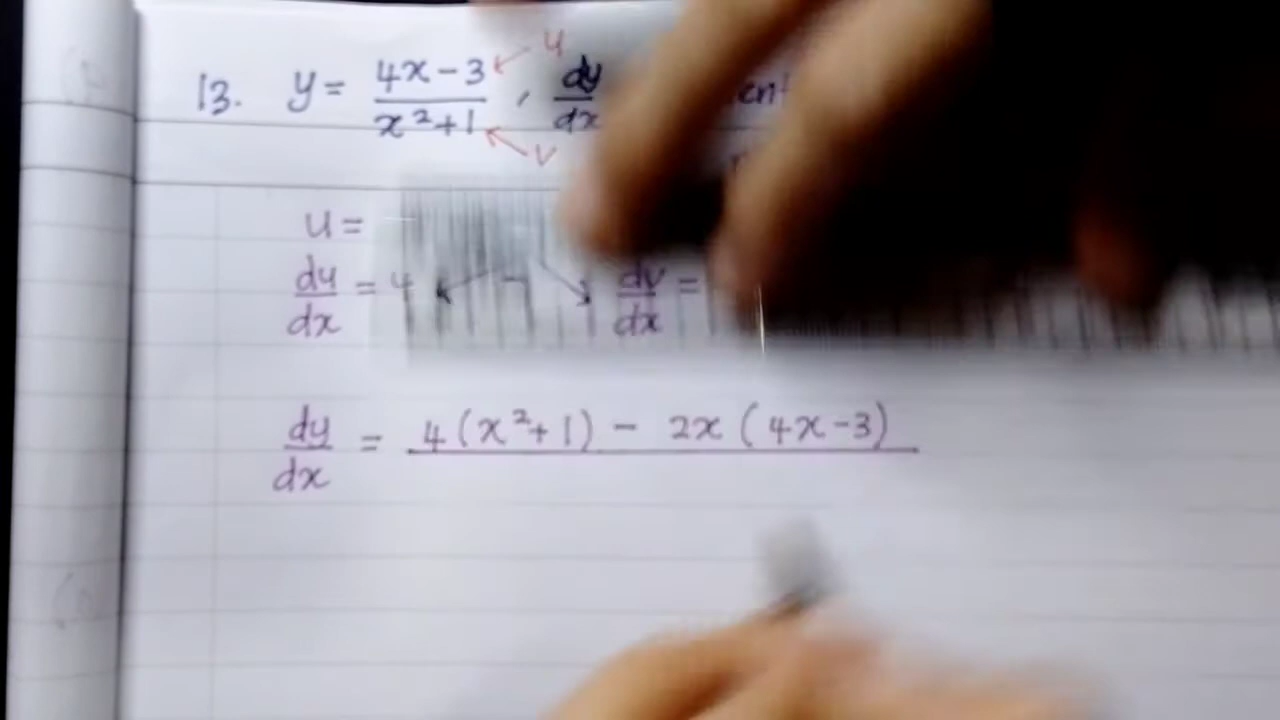 13. y = (4x-3)/(x²+1) , dy/dx
u
v
u =
du/dx = 4 dv/dx =
dy/dx = 4(x²+1) - 2x(4x-3)